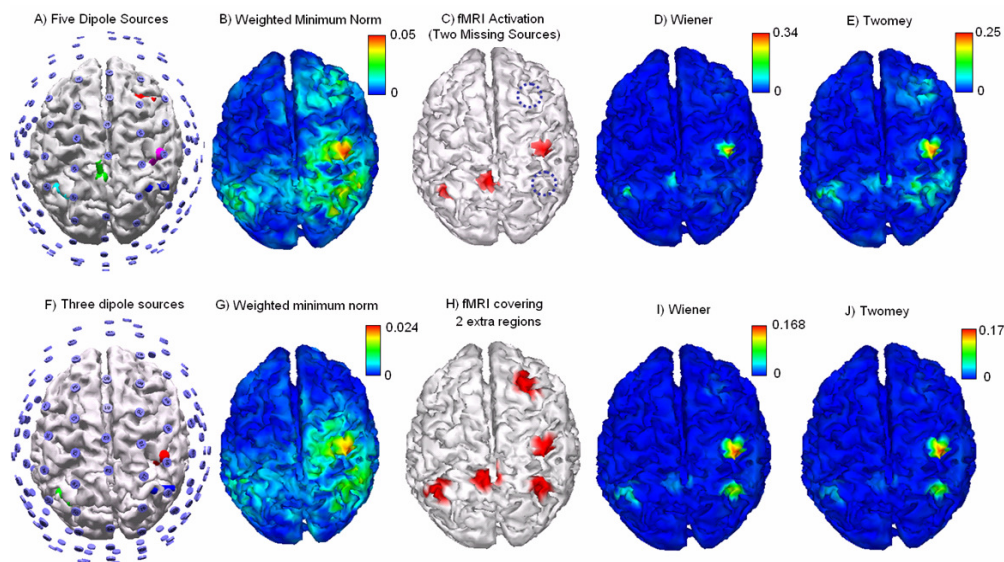 A) Five Dipole Sources
B) Weighted Minimum Norm
C) fMRI Activation
(Two Missing Sources)
D) Wiener
E) Twomey
0.05
0
0.34
0
0.25
0
F) Three dipole sources
G) Weighted minimum norm
H) fMRI covering
2 extra regions
I) Wiener
J) Twomey
0.024
0
0.168
0
0.17
0